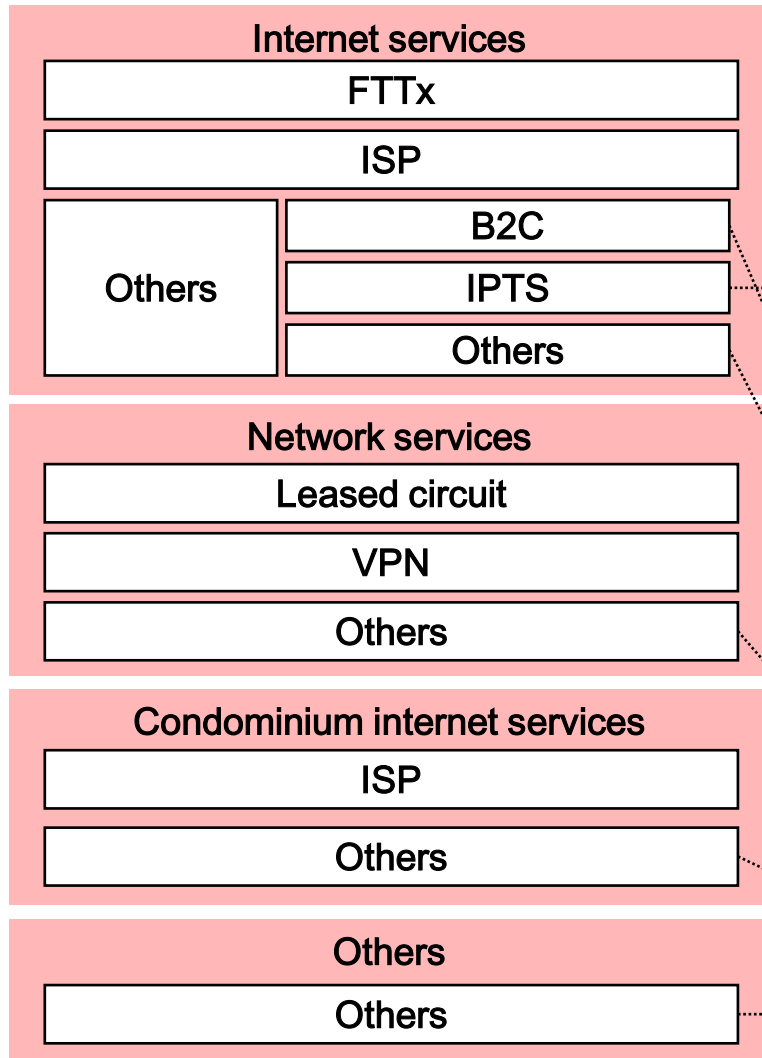 Internet services
FTTx
ISP
Others
B2C
IPTS
Others
Network services
Leased circuit
VPN
Others
Condominium internet services
ISP
Others
Others
Others